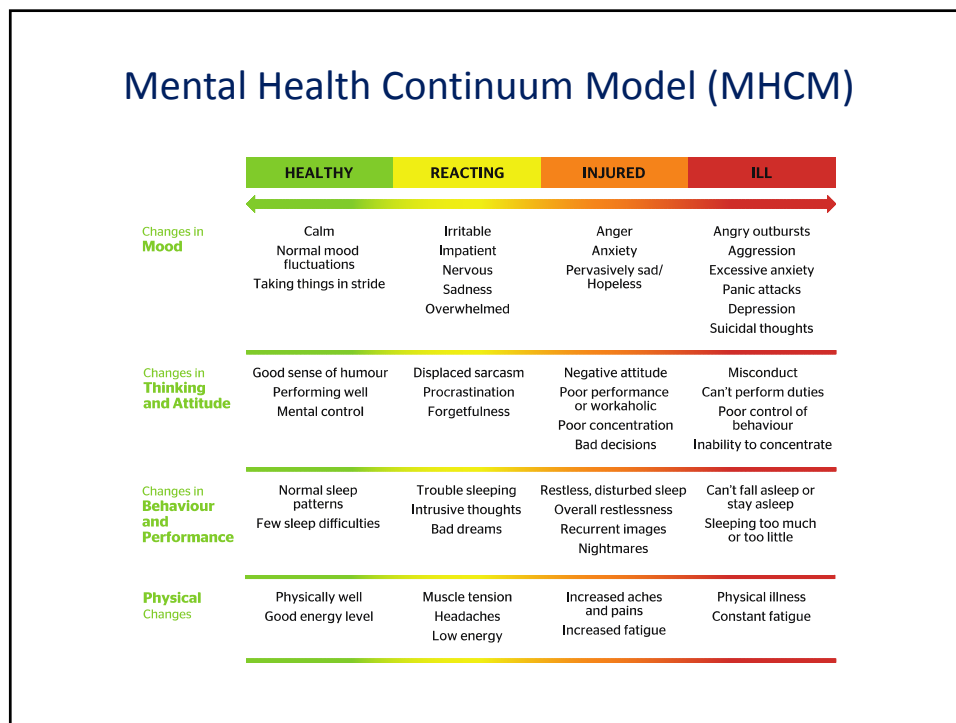 Mental Health Continuum Model (MHCM)
HEALTHY
REACTING
INJURED
ILL
Changes in
Mood
Calm
Normal mood
fluctuations
Taking things in stride
Irritable
Impatient
Nervous
Sadness
Overwhelmed
Anger
Anxiety
Pervasively sad/
Hopeless
Angry outbursts
Aggression
Excessive anxiety
Panic attacks
Depression
Suicidal thoughts
Changes in
Thinking
and Attitude
Good sense of humour
Performing well
Mental control
Displaced sarcasm
Procrastination
Forgetfulness
Negative attitude
Poor performance
or workaholic
Poor concentration
Bad decisions
Misconduct
Can't perform duties
Poor control of
behaviour
Inability to concentrate
Changes in
Behaviour
and
Performance
Normal sleep
patterns
Few sleep difficulties
Trouble sleeping
Intrusive thoughts
Bad dreams
Restless, disturbed sleep
Overall restlessness
Recurrent images
Nightmares
Can't fall asleep or
stay asleep
Sleeping too much
or too little
Physical
Changes
Physically well
Good energy level
Muscle tension
Headaches
Low energy
Increased aches
and pains
Increased fatigue
Physical illness
Constant fatigue